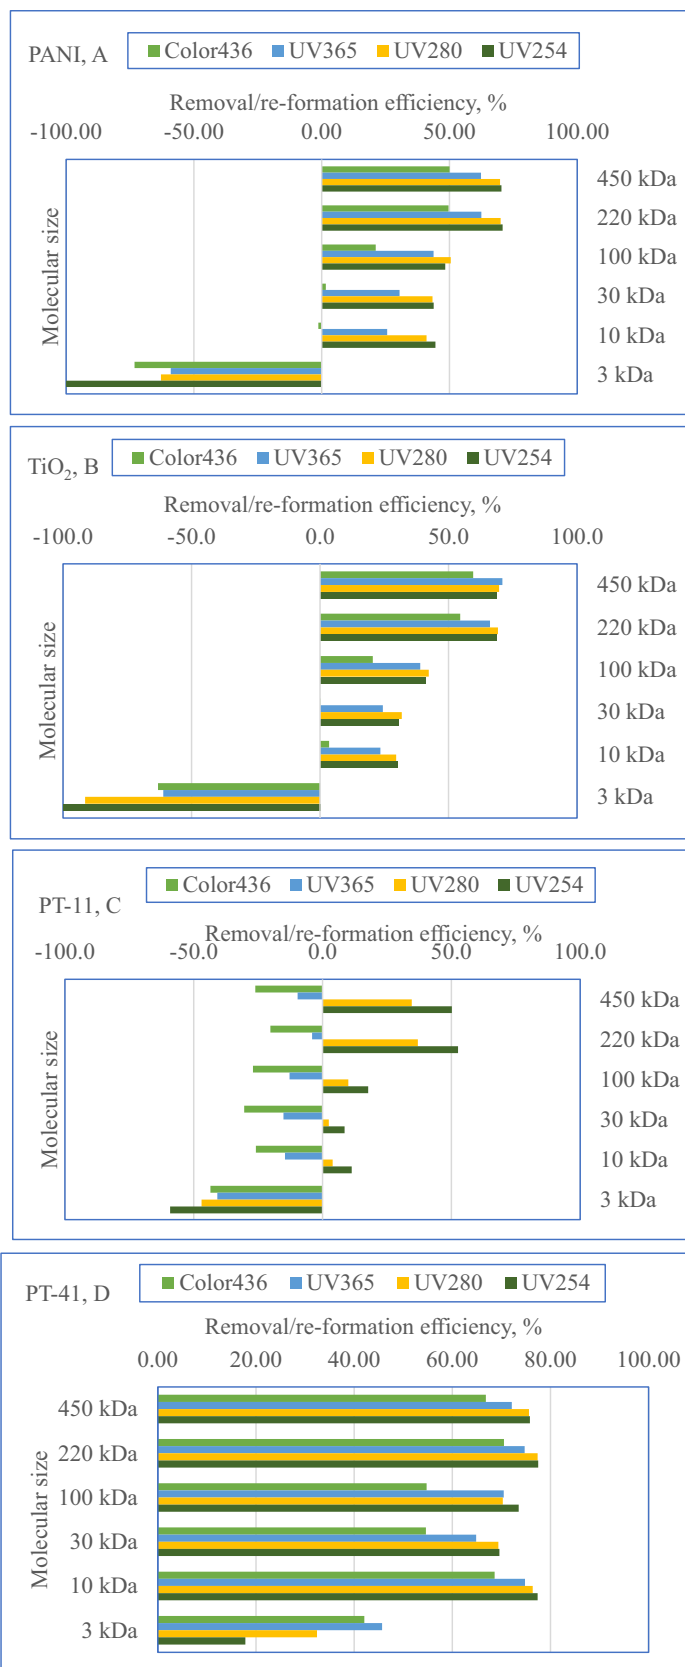 PANI, A
Color436 UV365 UV280 UV254
Removal/re-formation efficiency, %
-100.00 -50.00 0.00 50.00 100.00
Molecular size
450 kDa
220 kDa
100 kDa
30 kDa
10 kDa
3 kDa
TiO₂, B
Color436 UV365 UV280 UV254
Removal/re-formation efficiency, %
-100.0 -50.0 0.0 50.0 100.0
Molecular size
450 kDa
220 kDa
100 kDa
30 kDa
10 kDa
3 kDa
PT-11, C
Color436 UV365 UV280 UV254
Removal/re-formation efficiency, %
-100.0 -50.0 0.0 50.0 100.0
Molecular size
450 kDa
220 kDa
100 kDa
30 kDa
10 kDa
3 kDa
PT-41, D
Color436 UV365 UV280 UV254
Removal/re-formation efficiency, %
0.00 20.00 40.00 60.00 80.00 100.00
Molecular size
450 kDa
220 kDa
100 kDa
30 kDa
10 kDa
3 kDa